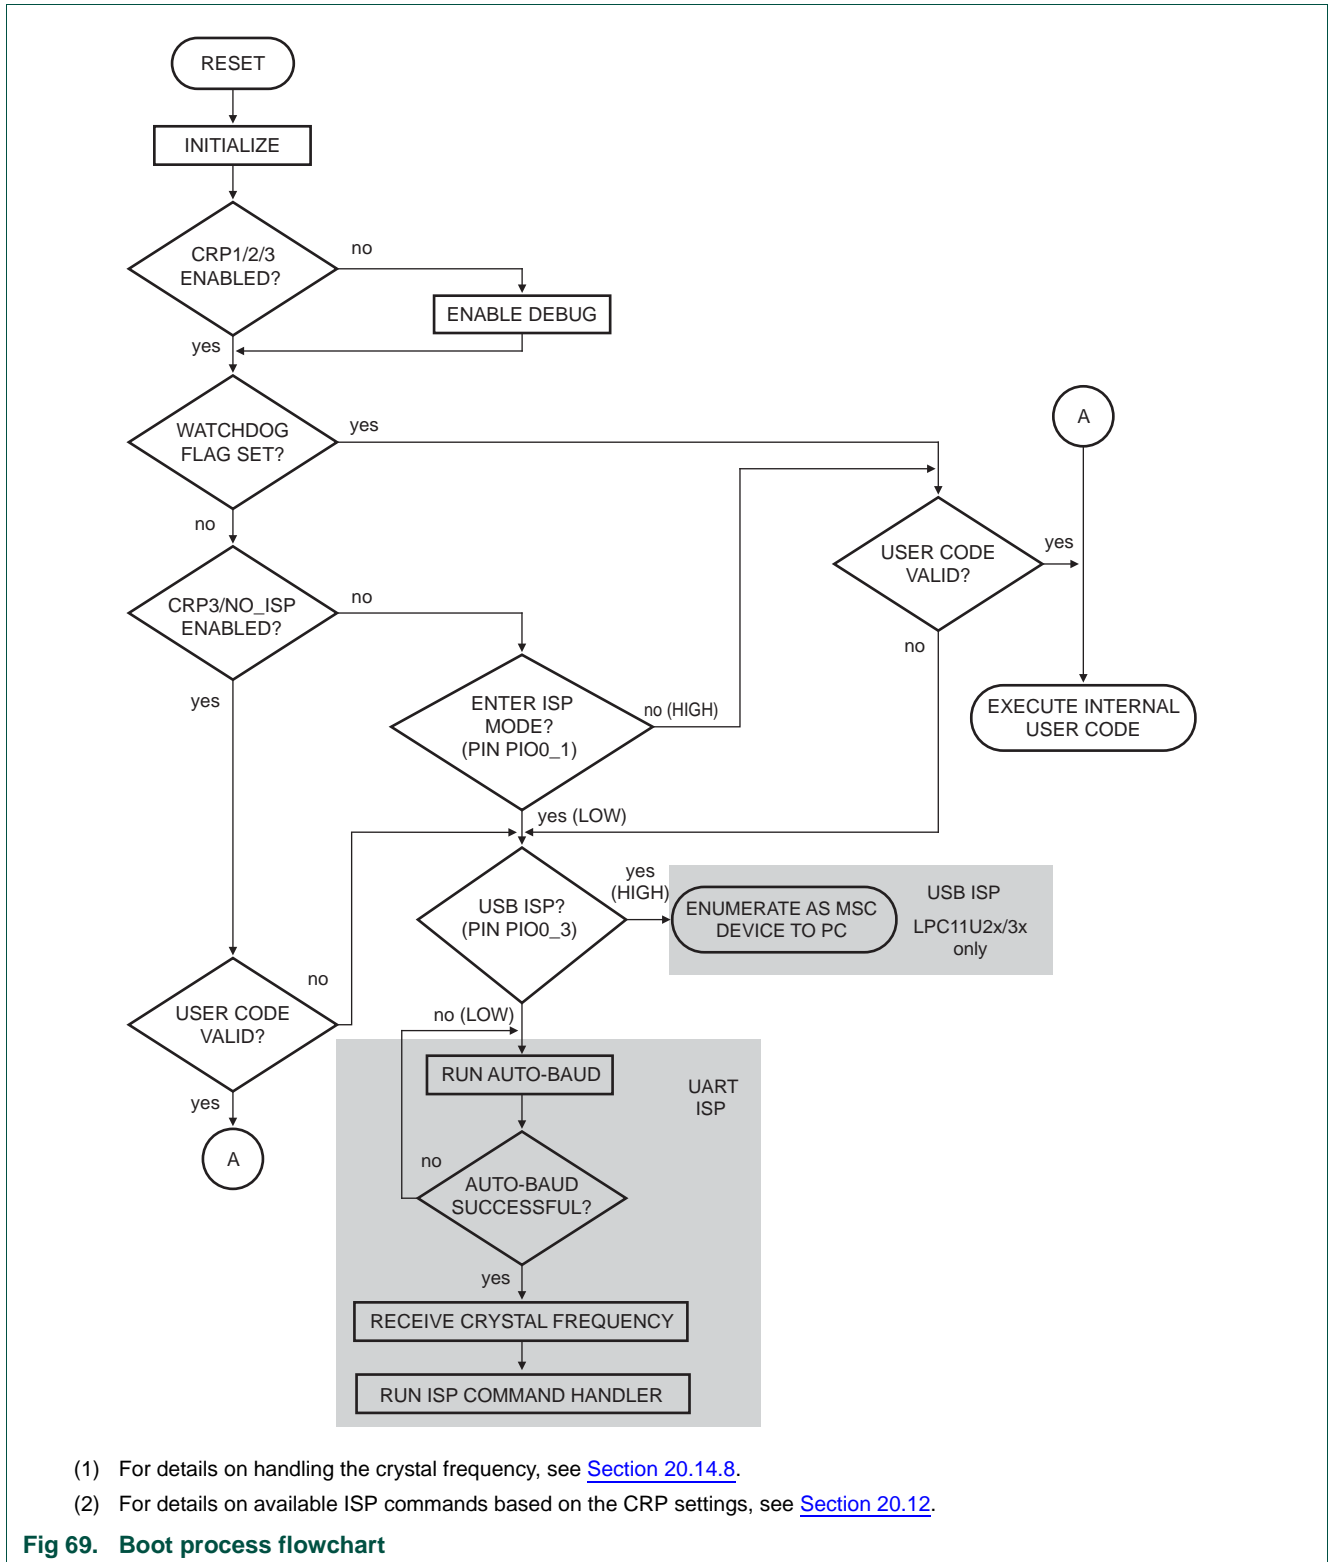 RESET
INITIALIZE
CRP1/2/3
ENABLED?
no
ENABLE DEBUG
yes
WATCHDOG
FLAG SET?
yes
A
no
USER CODE
VALID?
yes
CRP3/NO_ISP
ENABLED?
no
no
yes
ENTER ISP
MODE?
(PIN PIO0_1)
no (HIGH)
EXECUTE INTERNAL
USER CODE
yes (LOW)
USB ISP?
(PIN PIO0_3)
yes
(HIGH)
ENUMERATE AS MSC
DEVICE TO PC
USB ISP
LPC11U2x/3x
only
no
USER CODE
VALID?
no (LOW)
RUN AUTO-BAUD
UART
ISP
yes
A
no
AUTO-BAUD
SUCCESSFUL?
yes
RECEIVE CRYSTAL FREQUENCY
RUN ISP COMMAND HANDLER
(1) For details on handling the crystal frequency, see Section 20.14.8.
(2) For details on available ISP commands based on the CRP settings, see Section 20.12.
Fig 69. Boot process flowchart